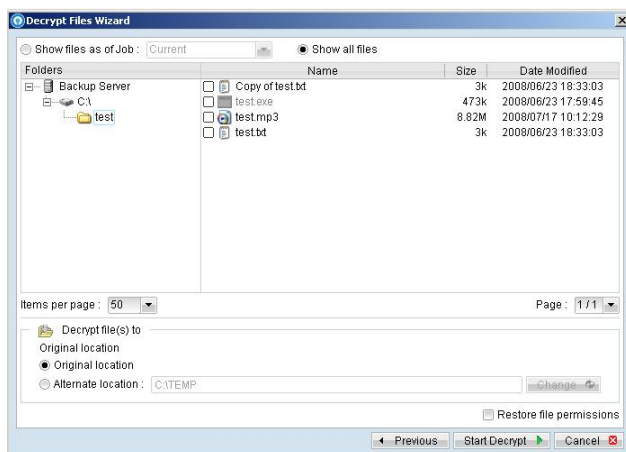 Decrypt Files Wizard
Show files as of Job : Current Show all files
Folders Name Size Date Modified
Backup Server Copy of test.txt 3k 2008/06/23 18:33:03
C:\ test.exe 473k 2008/06/23 17:59:45
test test.mp3 8.82M 2008/07/17 10:12:29
test.txt 3k 2008/06/23 18:33:03
Items per page : 50 Page : 1 / 1
Decrypt file(s) to
Original location
Original location
Alternate location : C:\TEMP Change
Restore file permissions
Previous Start Decrypt Cancel